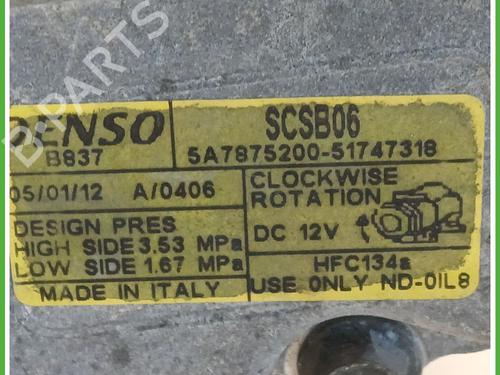 B-PARTS
DENSO
B837
SCSB06
5A7875200-51747318
05/01/12 A/0406
DESIGN PRES
HIGH SIDE 3.53 MPa
LOW SIDE 1.67 MPa
MADE IN ITALY
CLOCKWISE
ROTATION
DC 12V
HFC134a
USE ONLY ND-OIL8